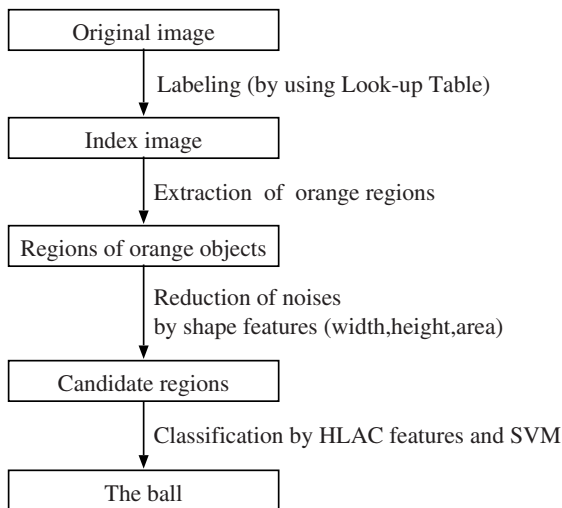 Original image
Labeling (by using Look-up Table)
Index image
Extraction of orange regions
Regions of orange objects
Reduction of noises
by shape features (width,height,area)
Candidate regions
Classification by HLAC features and SVM
The ball